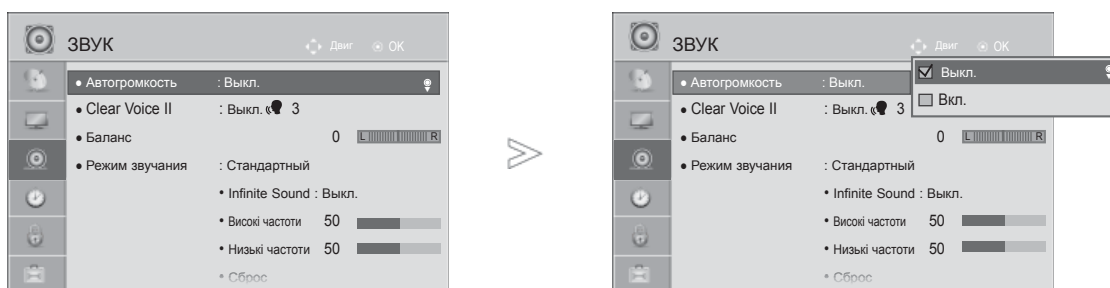 ЗВУК
Двиг
OK
• Автогромкость : Выкл.
• Clear Voice II : Выкл. 3
• Баланс 0 L R
• Режим звучания : Стандартный
• Infinite Sound : Выкл.
• Високі частоти 50
• Низькі частоти 50
• Сброс
ЗВУК
Двиг
OK
• Автогромкость : Выкл.
Выкл.
Вкл.
• Clear Voice II : Выкл. 3
• Баланс 0 L R
• Режим звучания : Стандартный
• Infinite Sound : Выкл.
• Високі частоти 50
• Низькі частоти 50
• Сброс